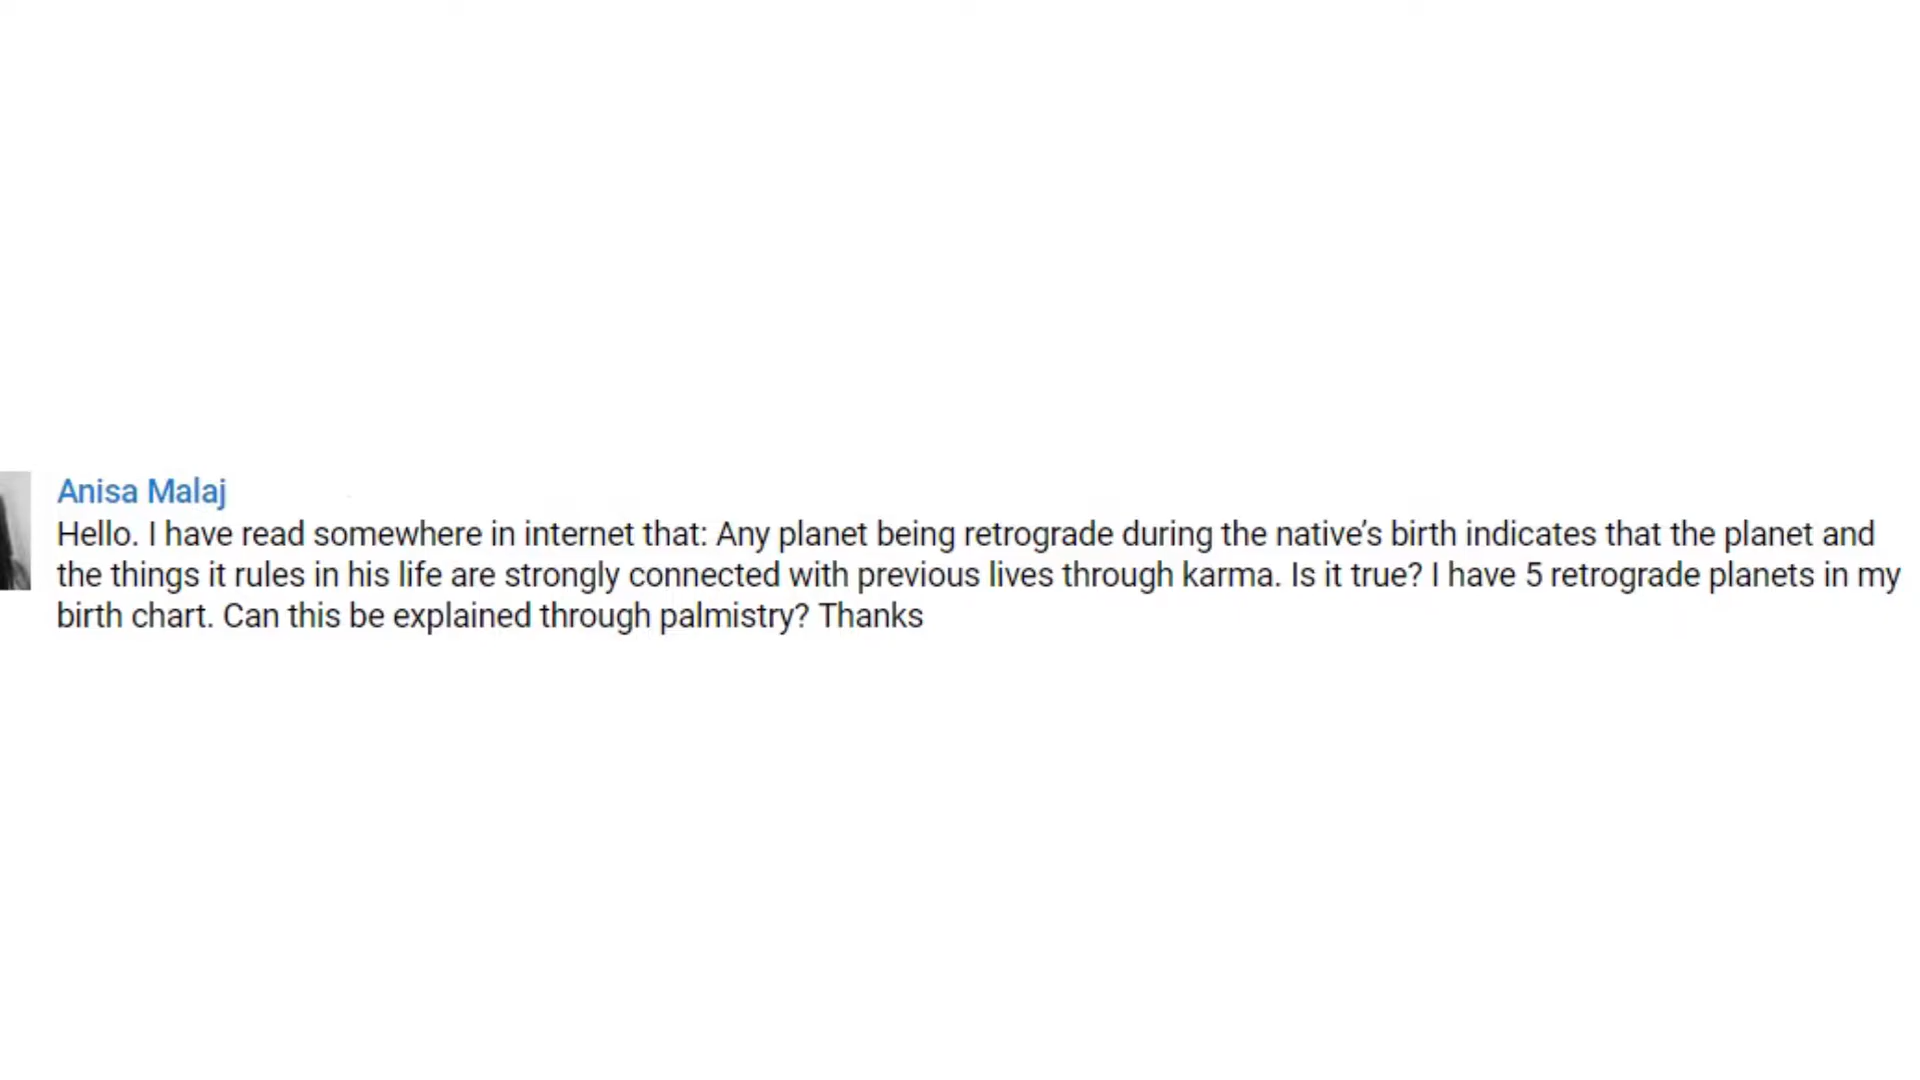 Anisa Malaj
Hello. I have read somewhere in internet that: Any planet being retrograde during the native’s birth indicates that the planet and
the things it rules in his life are strongly connected with previous lives through karma. Is it true? I have 5 retrograde planets in my
birth chart. Can this be explained through palmistry? Thanks